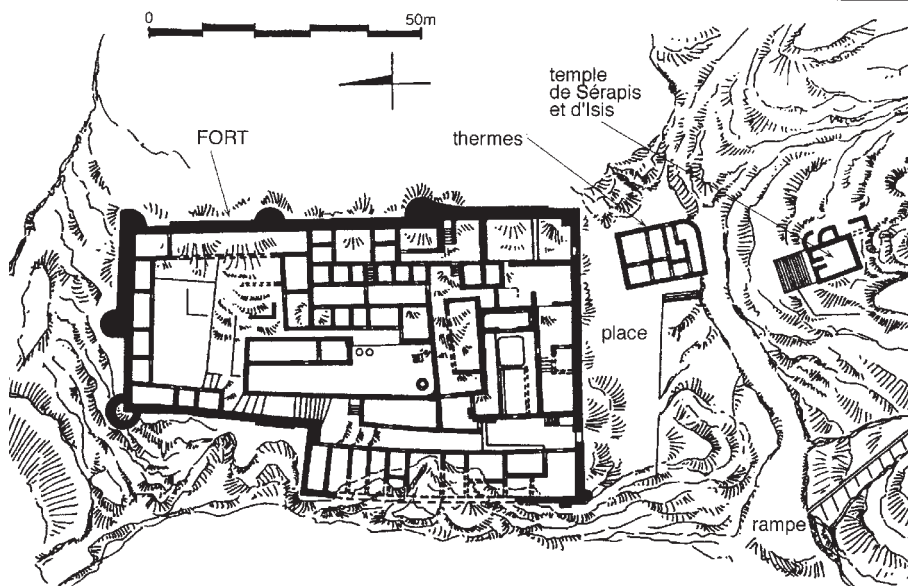 0
50m
temple
de Sérapis
et d'Isis
FORT
thermes
place
rampe